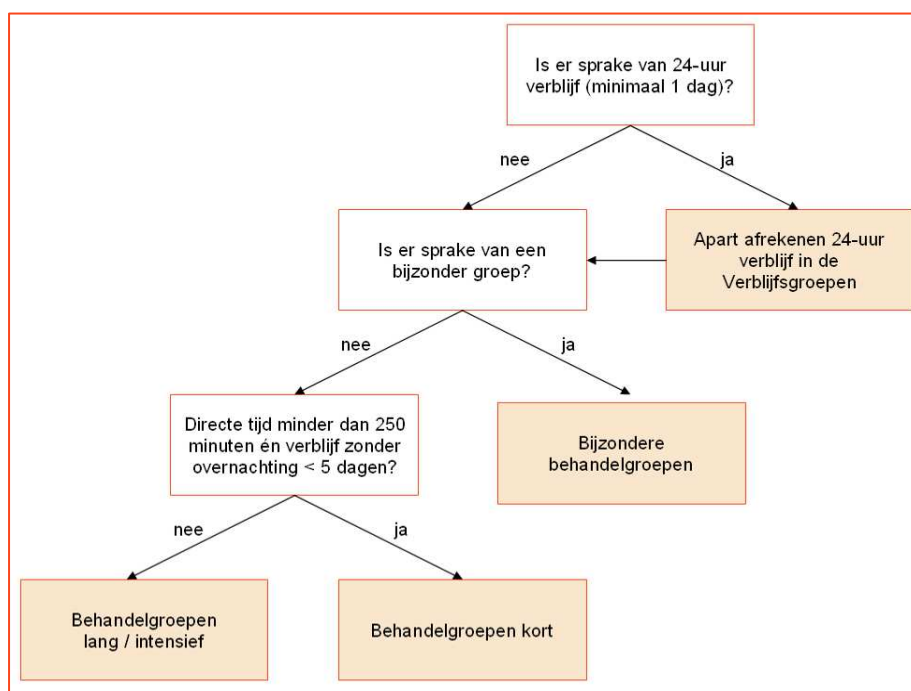 Is er sprake van 24-uur
verblijf (minimaal 1 dag)?
nee
ja
Is er sprake van een
bijzonder groep?
Apart afrekenen 24-uur
verblijf in de
Verblijfsgroepen
nee
ja
Directe tijd minder dan 250
minuten én verblijf zonder
overnachting < 5 dagen?
Bijzondere
behandelgroepen
nee
ja
Behandelgroepen
lang / intensief
Behandelgroepen kort